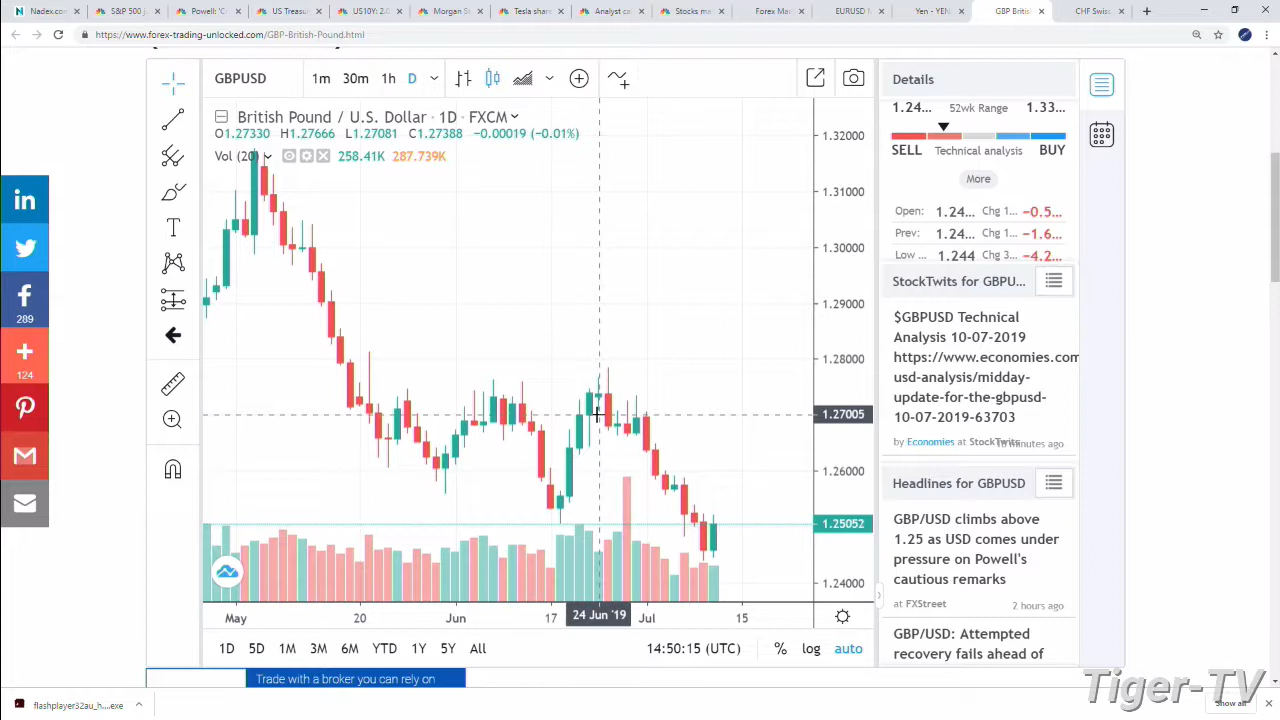 Nadex.com
S&P 500 j
Powell: 'C
US Treasur
US10Y: 2.0
Morgan St
Tesla share
Analyst ca
Stocks ma
Forex Ma
EURUSD
Yen - YEN
GBP Britis
CHF Swiss
https://www.forex-trading-unlocked.com/GBP-British-Pound.html
GBPUSD
1m 30m 1h D
British Pound / U.S. Dollar · 1D · FXCM
O1.27330 H1.27666 L1.27081 C1.27388 −0.00019 (−0.01%)
Vol (20) 258.41K 287.739K
1.32000
1.31000
1.30000
1.29000
1.28000
1.27005
1.26000
1.25052
1.24000
May 20 Jun 17 24 Jun '19 Jul 15
1D 5D 1M 3M 6M YTD 1Y 5Y All
14:50:15 (UTC) % log auto
Trade with a broker you can rely on
in
f
289
124
Details
1.24... 52wk Range 1.33...
SELL Technical analysis BUY
More
Open: 1.24... Chg 1... −0.5...
Prev: 1.24... Chg 1... −1.6...
Low ... 1.244 Chg 3... −4.2...
StockTwits for GBPU...
$GBPUSD Technical
Analysis 10-07-2019
https://www.economies.com
usd-analysis/midday-
update-for-the-gbpusd-
10-07-2019-63703
by Economies at StockTwits minutes ago
Headlines for GBPUSD
GBP/USD climbs above
1.25 as USD comes under
pressure on Powell's
cautious remarks
at FXStreet 2 hours ago
GBP/USD: Attempted
recovery fails ahead of
Tiger-TV
flashplayer32au_h....exe
Show all